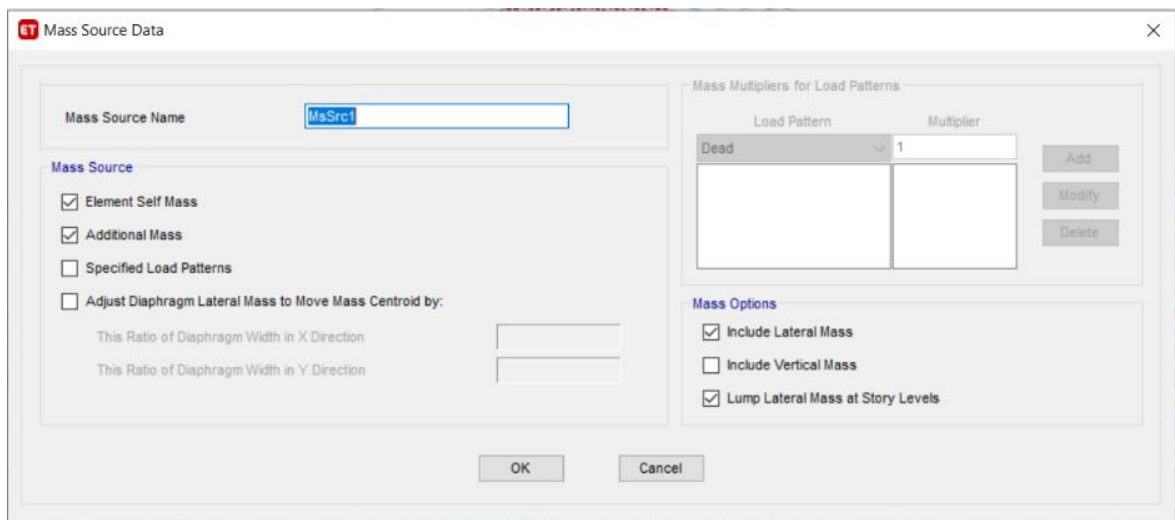 ET Mass Source Data
Mass Source Name MsSrc1
Mass Source
Element Self Mass
Additional Mass
Specified Load Patterns
Adjust Diaphragm Lateral Mass to Move Mass Centroid by:
This Ratio of Diaphragm Width in X Direction
This Ratio of Diaphragm Width in Y Direction
Mass Multipliers for Load Patterns
Load Pattern Multiplier
Dead 1
Add
Modify
Delete
Mass Options
Include Lateral Mass
Include Vertical Mass
Lump Lateral Mass at Story Levels
OK Cancel